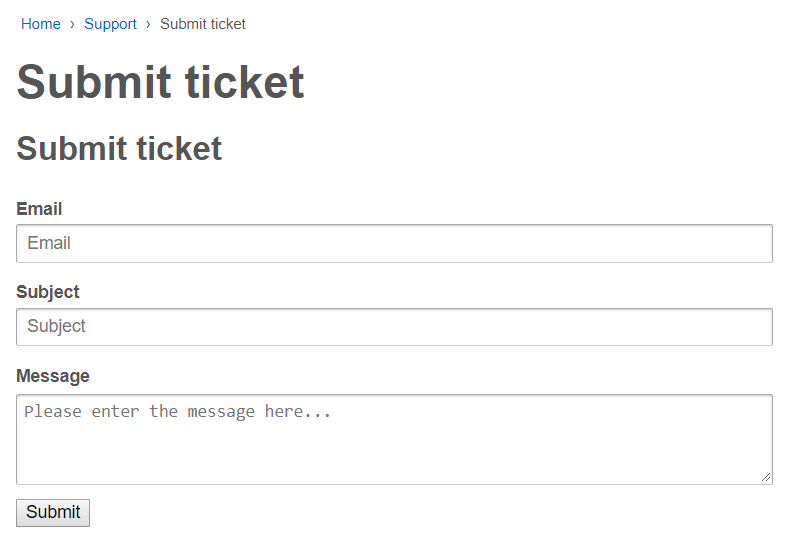 Home › Support › Submit ticket
Submit ticket
Submit ticket
Email
Email
Subject
Subject
Message
Please enter the message here...
Submit